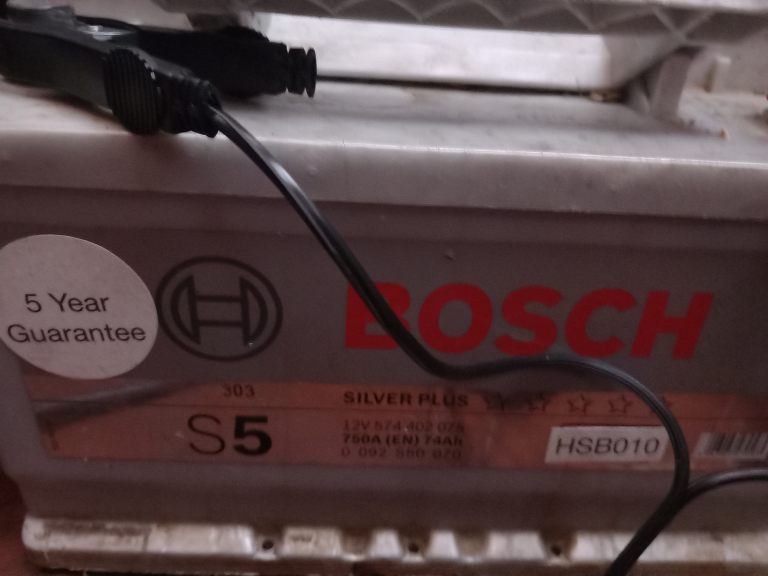 5 Year
Guarantee
BOSCH
303
SILVER PLUS
S5
12V 574 402 075
750A (EN) 74Ah
0 092 S50 070
HSB010